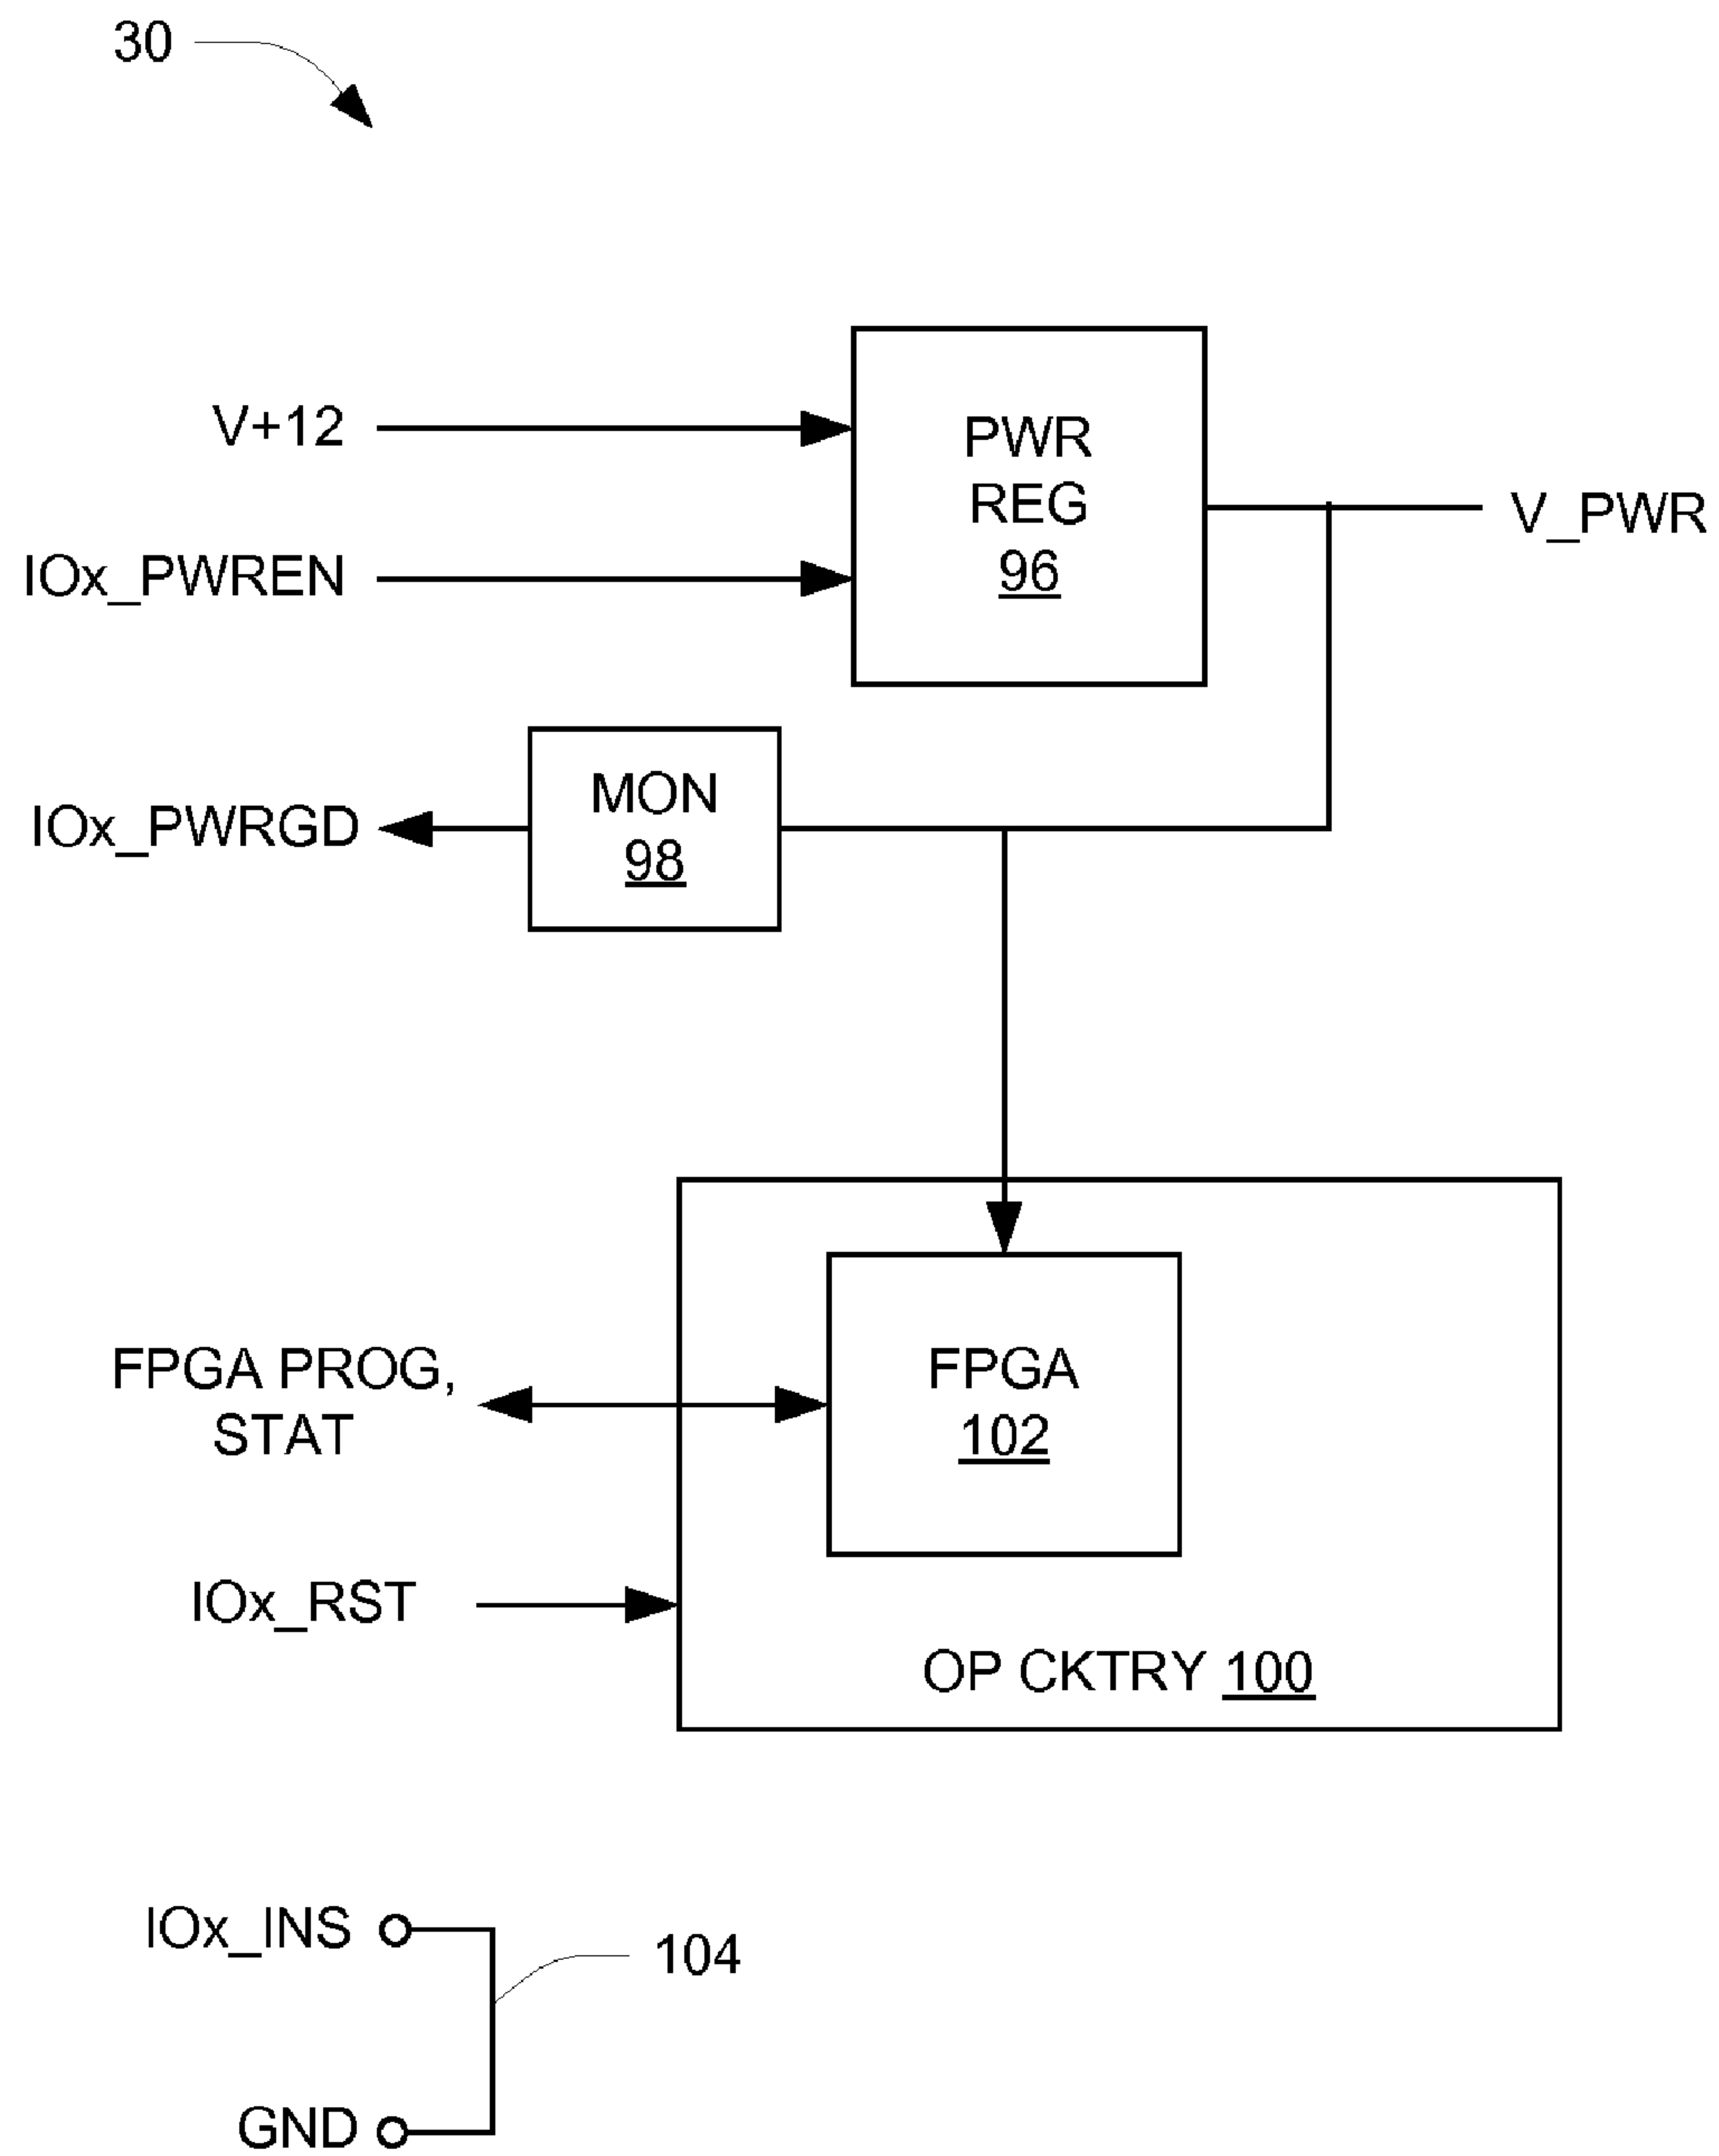 30
V+12
PWR
REG
96
V_PWR
IOx_PWREN
MON
98
IOx_PWRGD
FPGA PROG,
STAT
FPGA
102
IOx_RST
OP CKTRY 100
IOx_INS
104
GND